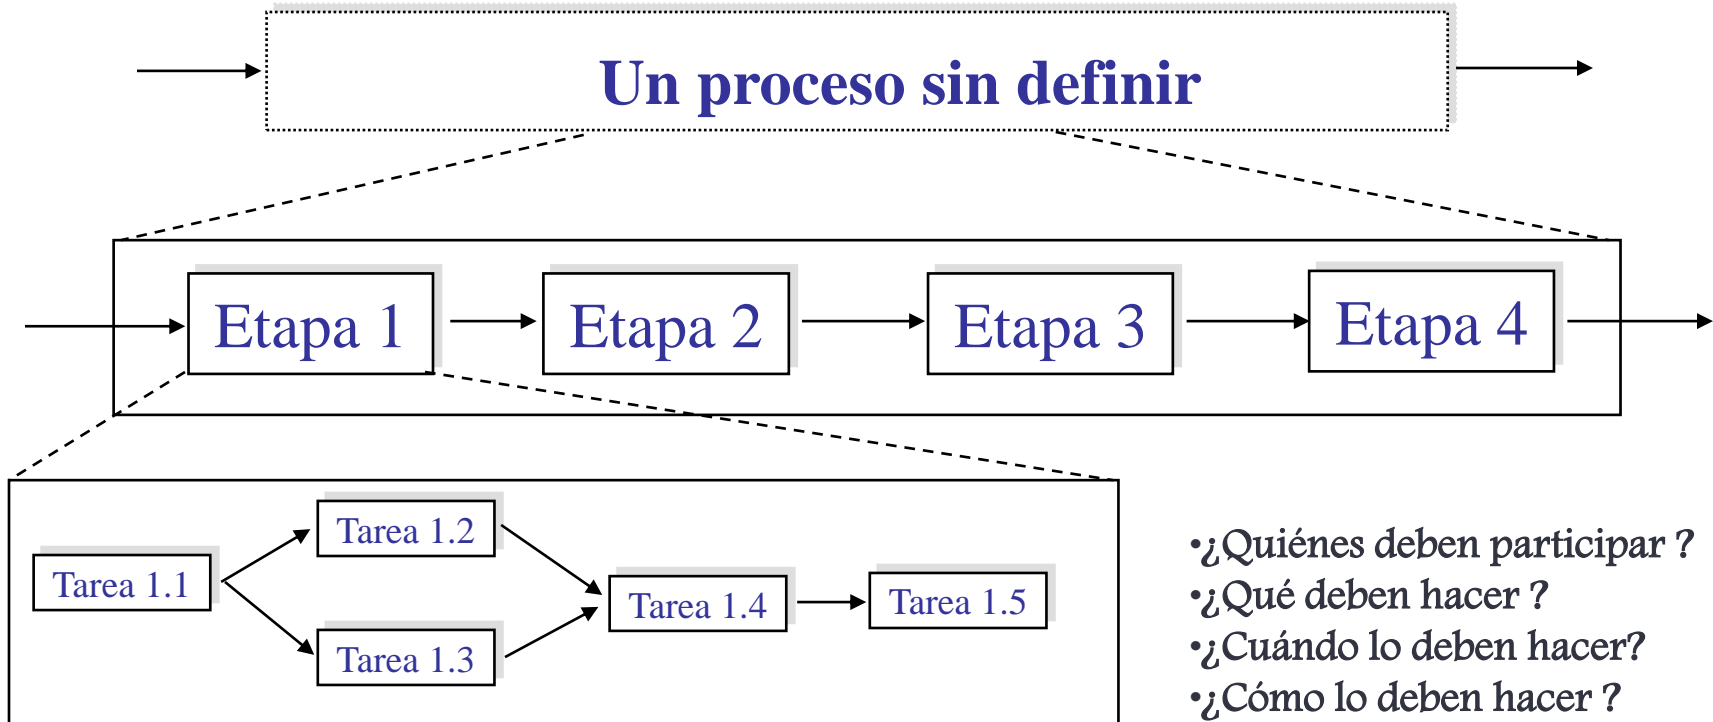 Un proceso sin definir
Etapa 1
Etapa 2
Etapa 3
Etapa 4
Tarea 1.1
Tarea 1.2
Tarea 1.3
Tarea 1.4
Tarea 1.5
•¿Quiénes deben participar ?
•¿Qué deben hacer ?
•¿Cuándo lo deben hacer?
•¿Cómo lo deben hacer ?